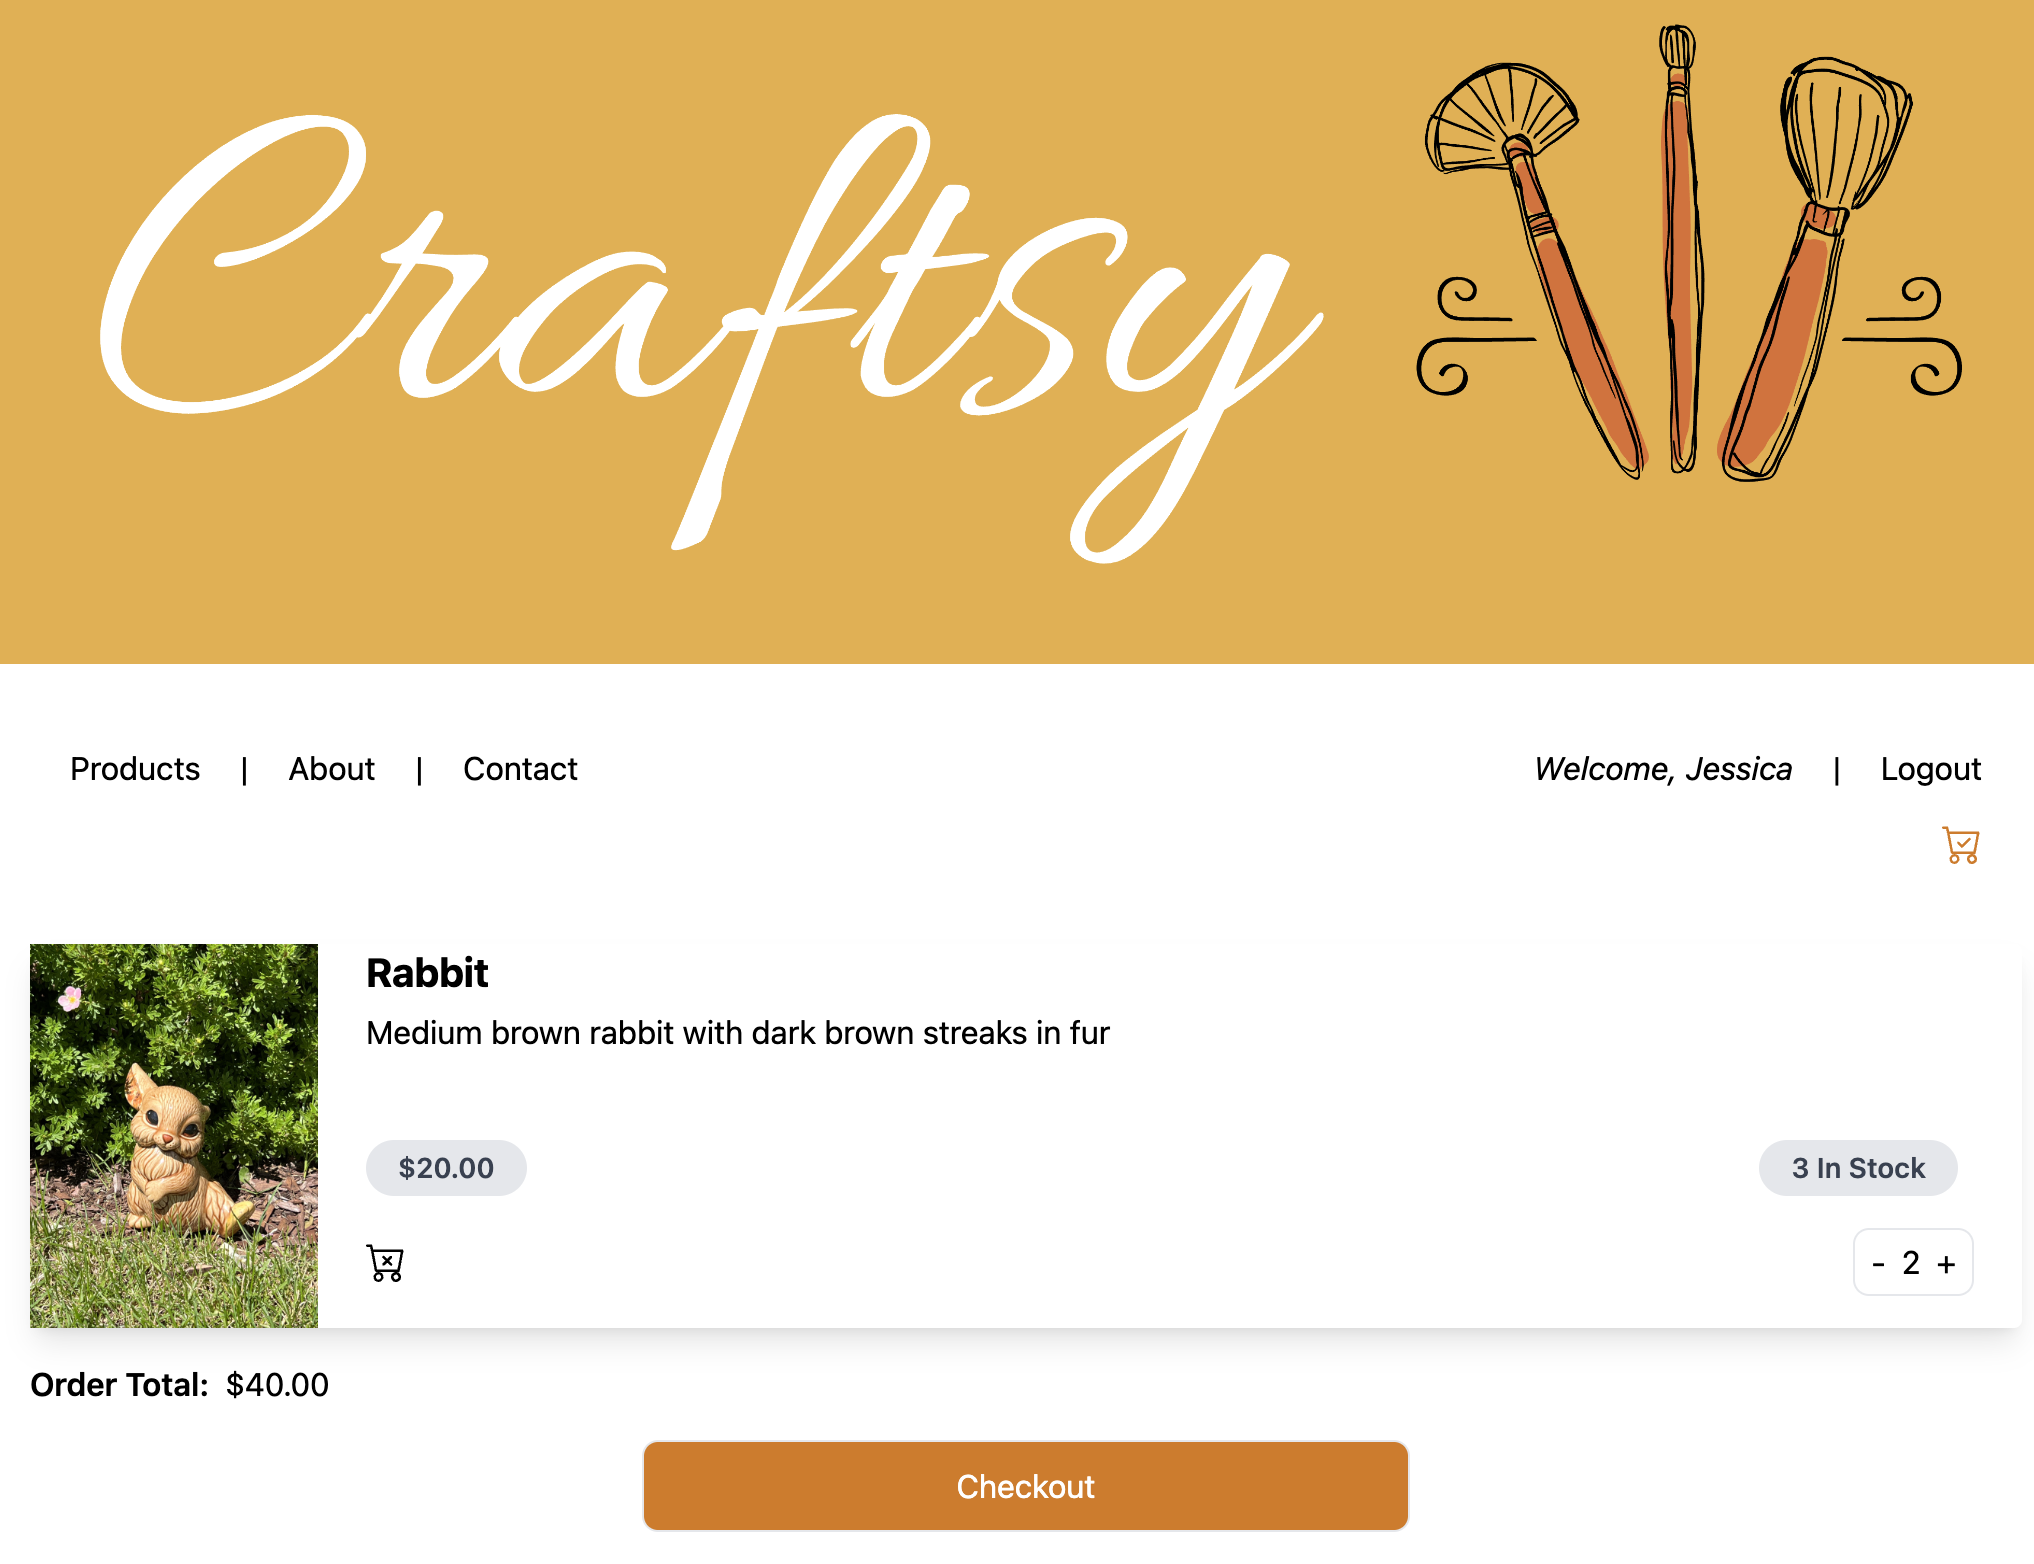 Craftsy
Products | About | Contact
Welcome, Jessica | Logout
Rabbit
Medium brown rabbit with dark brown streaks in fur
$20.00
3 In Stock
- 2 +
Order Total: $40.00
Checkout